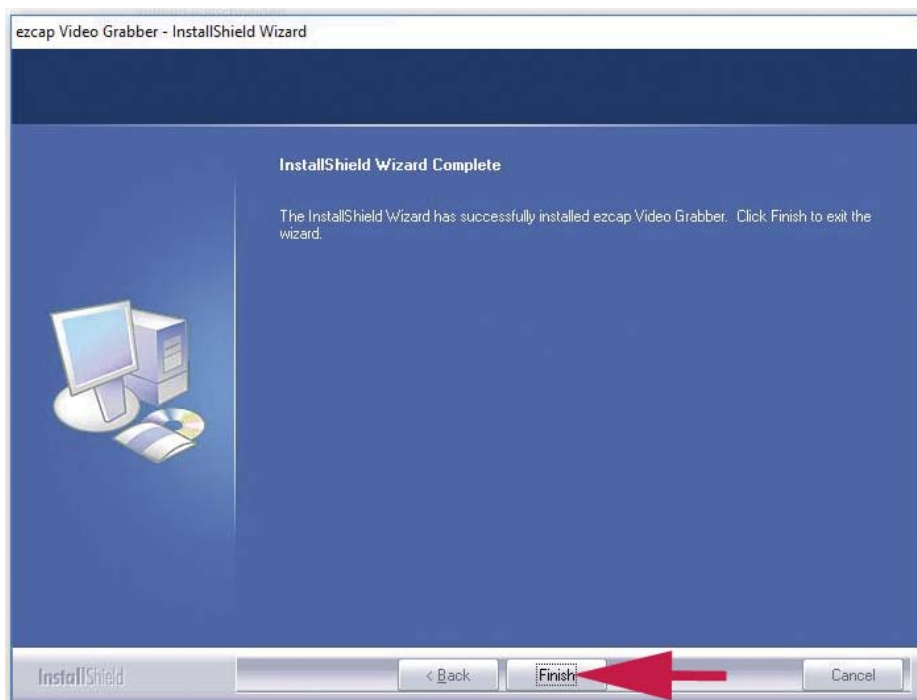 ezcap Video Grabber - InstallShield Wizard
InstallShield Wizard Complete
The InstallShield Wizard has successfully installed ezcap Video Grabber. Click Finish to exit the
wizard.
InstallShield
< Back
Finish
Cancel